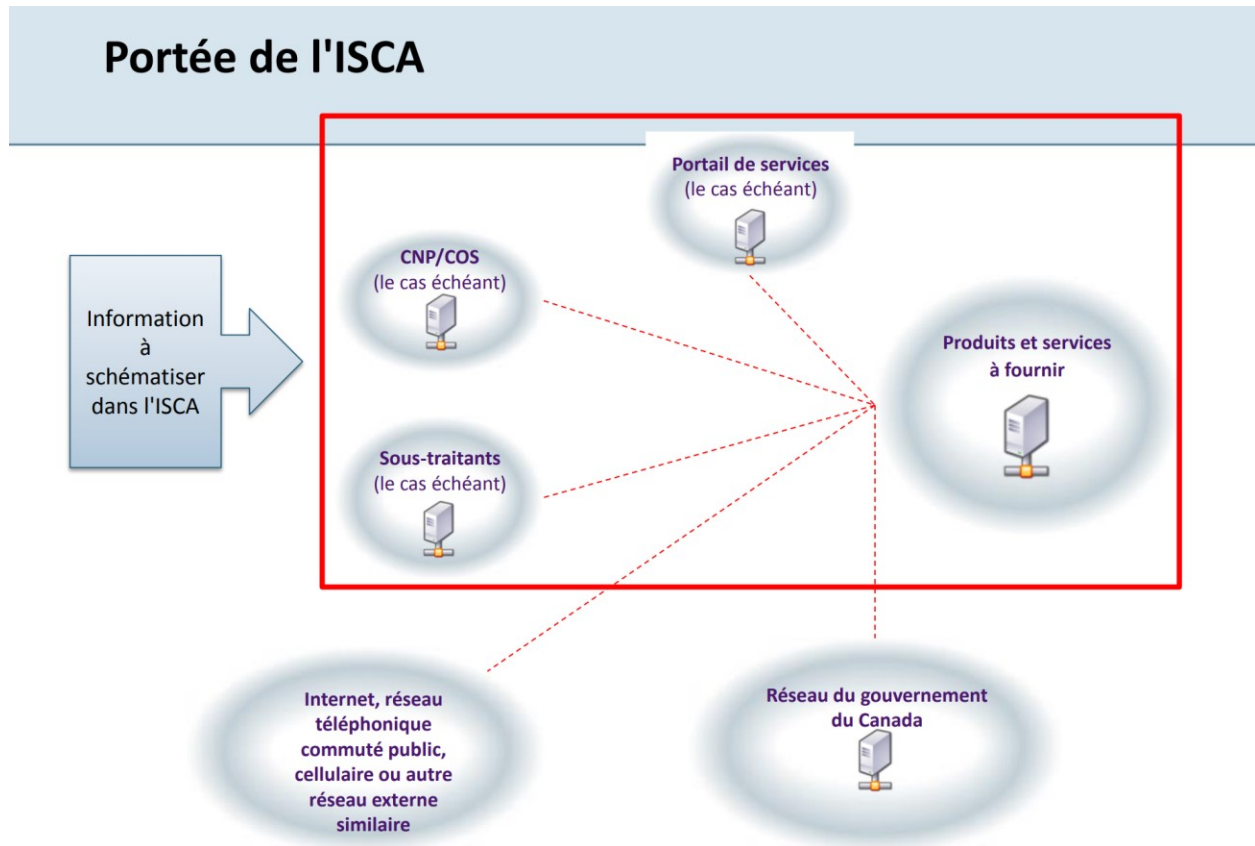 Portée de l'ISCA
Portail de services
(le cas échéant)
CNP/COS
(le cas échéant)
Information
à
schématiser
dans l'ISCA
Produits et services
à fournir
Sous-traitants
(le cas échéant)
Internet, réseau
téléphonique
commuté public,
cellulaire ou autre
réseau externe
similaire
Réseau du gouvernement
du Canada